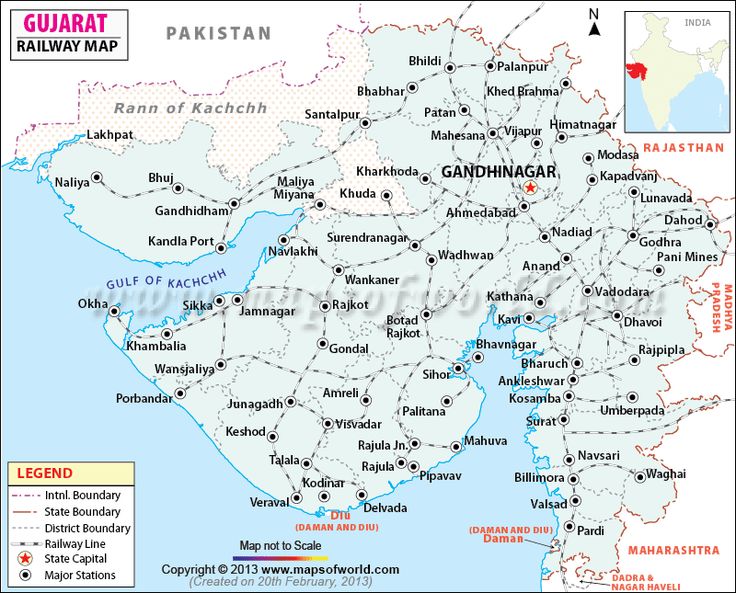 GUJARAT
RAILWAY MAP
PAKISTAN
N
INDIA
Bhildi
Palanpur
Bhabhar
Khed Brahma
Rann of Kachchh
Santalpur
Patan
Mahesana
Vijapur
Himatnagar
RAJASTHAN
Lakhpat
Modasa
Naliya
Bhuj
Maliya
Miyana
Kharkhoda
Khuda
GANDHINAGAR
Kapadvanj
Lunavada
Gandhidham
Ahmedabad
Dahod
Kandla Port
Navlakhi
Surendranagar
Wadhwan
Nadiad
Godhra
Anand
Pani Mines
GULF OF KACHCHH
Wankaner
www.mapsofworld.com
MADHYA
PRADESH
Okha
Sikka
Jamnagar
Rajkot
Botad
Rajkot
Kathana
Kavi
Vadodara
Dhavoi
Khambalia
Gondal
Bhavnagar
Wansjaliya
Sihor
Bharuch
Rajpipla
Ankleshwar
Porbandar
Junagadh
Amreli
Palitana
Kosamba
Umberpada
Surat
Keshod
Visvadar
Rajula Jn.
Mahuva
Talala
Rajula
Pipavav
Navsari
Kodinar
Billimora
Waghai
Veraval
Delvada
Valsad
Diu
(DAMAN AND DIU)
(DAMAN AND DIU)
Daman
Pardi
MAHARASHTRA
DADRA &
NAGAR HAVELI
LEGEND
Intnl. Boundary
State Boundary
District Boundary
Railway Line
State Capital
Major Stations
Map not to Scale
Copyright © 2013 www.mapsofworld.com
(Created on 20th February, 2013)